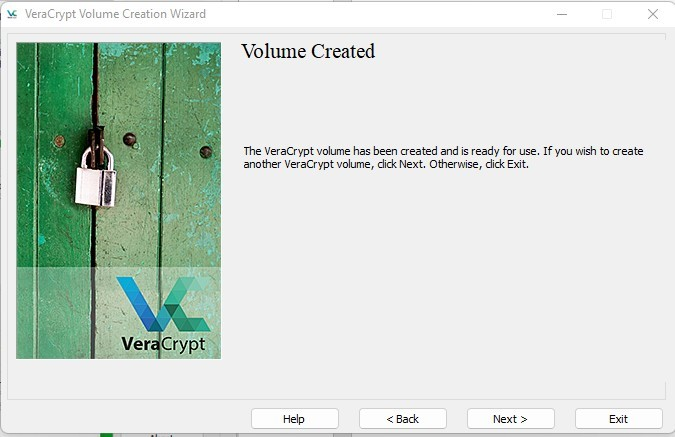 VeraCrypt Volume Creation Wizard
Volume Created
The VeraCrypt volume has been created and is ready for use. If you wish to create
another VeraCrypt volume, click Next. Otherwise, click Exit.
VeraCrypt
Help
< Back
Next >
Exit